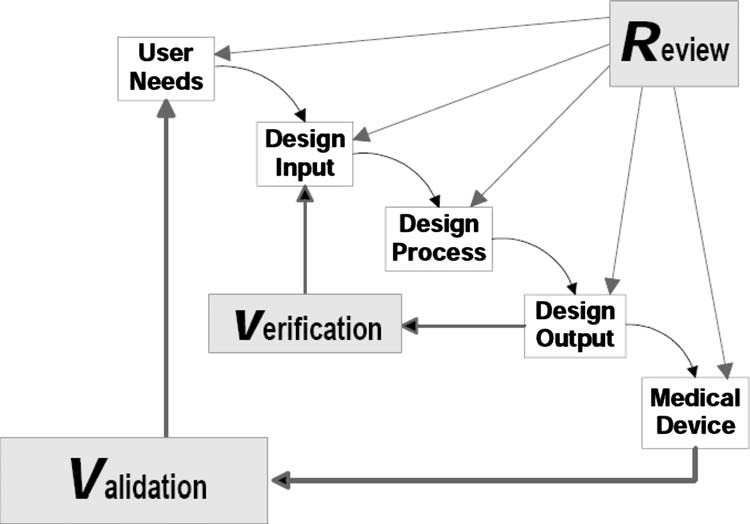 Review
User
Needs
Design
Input
Design
Process
Verification
Design
Output
Medical
Device
Validation